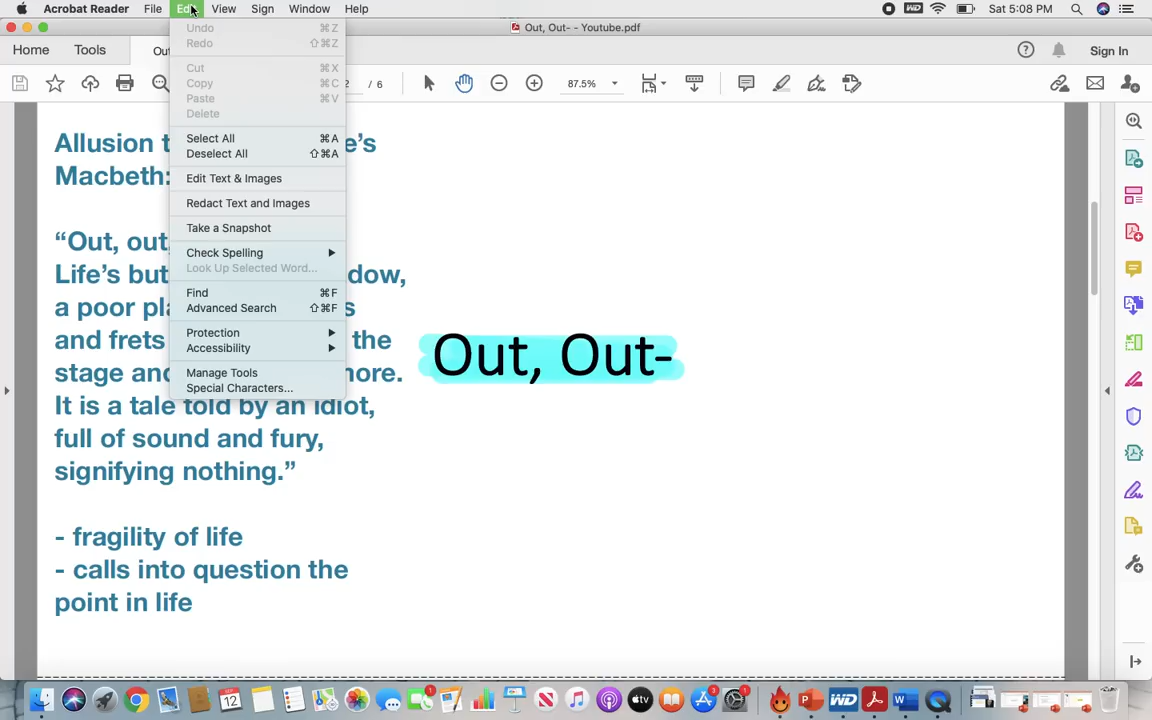 Acrobat Reader File Edit View Sign Window Help Sat 5:08 PM
Out, Out- - Youtube.pdf
Home Tools Out Sign In
2 / 6 87.5%
Undo ⌘Z
Redo ⇧⌘Z
Cut ⌘X
Copy ⌘C
Paste ⌘V
Delete
Select All ⌘A
Deselect All ⇧⌘A
Edit Text & Images
Redact Text and Images
Take a Snapshot
Check Spelling
Look Up Selected Word...
Find ⌘F
Advanced Search ⇧⌘F
Protection
Accessibility
Manage Tools
Special Characters...
Allusion t e's
Macbeth:
“Out, out,
Life's but dow,
a poor pla s
and frets the
stage and more.
It is a tale told by an idiot,
full of sound and fury,
signifying nothing.”
- fragility of life
- calls into question the
point in life
Out, Out-